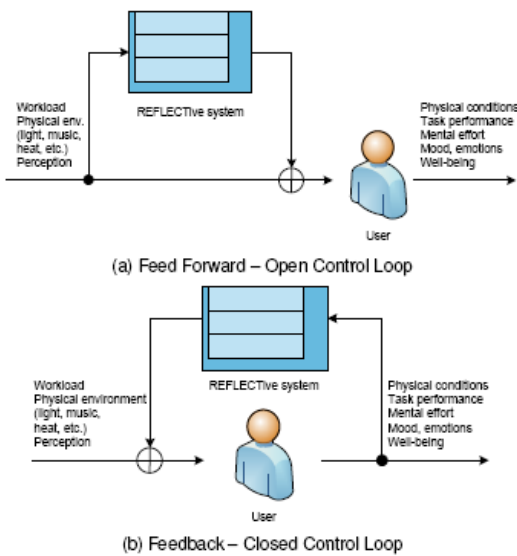 REFLECTIve system
Workload
Physical env.
(light, music,
heat, etc.)
Perception
Physical conditions
Task performance
Mental effort
Mood, emotions
Well-being
User
(a) Feed Forward – Open Control Loop
REFLECTIve system
Workload
Physical environment
(light, music,
heat, etc.)
Perception
Physical conditions
Task performance
Mental effort
Mood, emotions
Well-being
User
(b) Feedback – Closed Control Loop